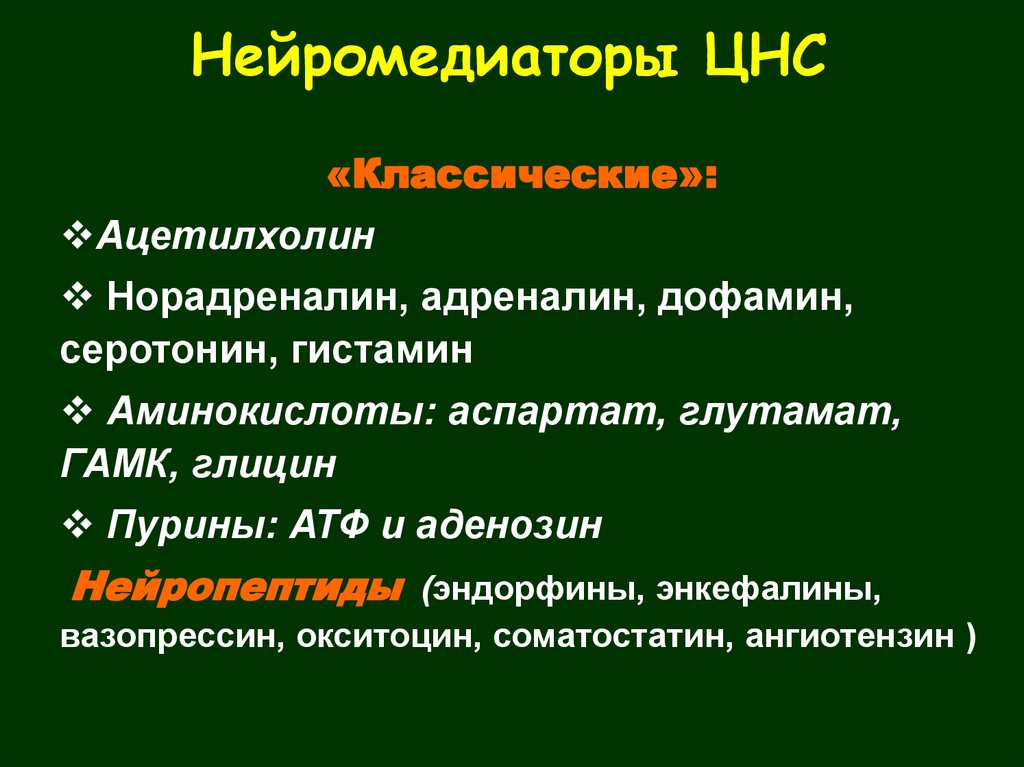 Нейромедиаторы ЦНС
«Классические»:
❖Ацетилхолин
❖ Норадреналин, адреналин, дофамин,
серотонин, гистамин
❖ Аминокислоты: аспартат, глутамат,
ГАМК, глицин
❖ Пурины: АТФ и аденозин
Нейропептиды (эндорфины, энкефалины,
вазопрессин, окситоцин, соматостатин, ангиотензин )